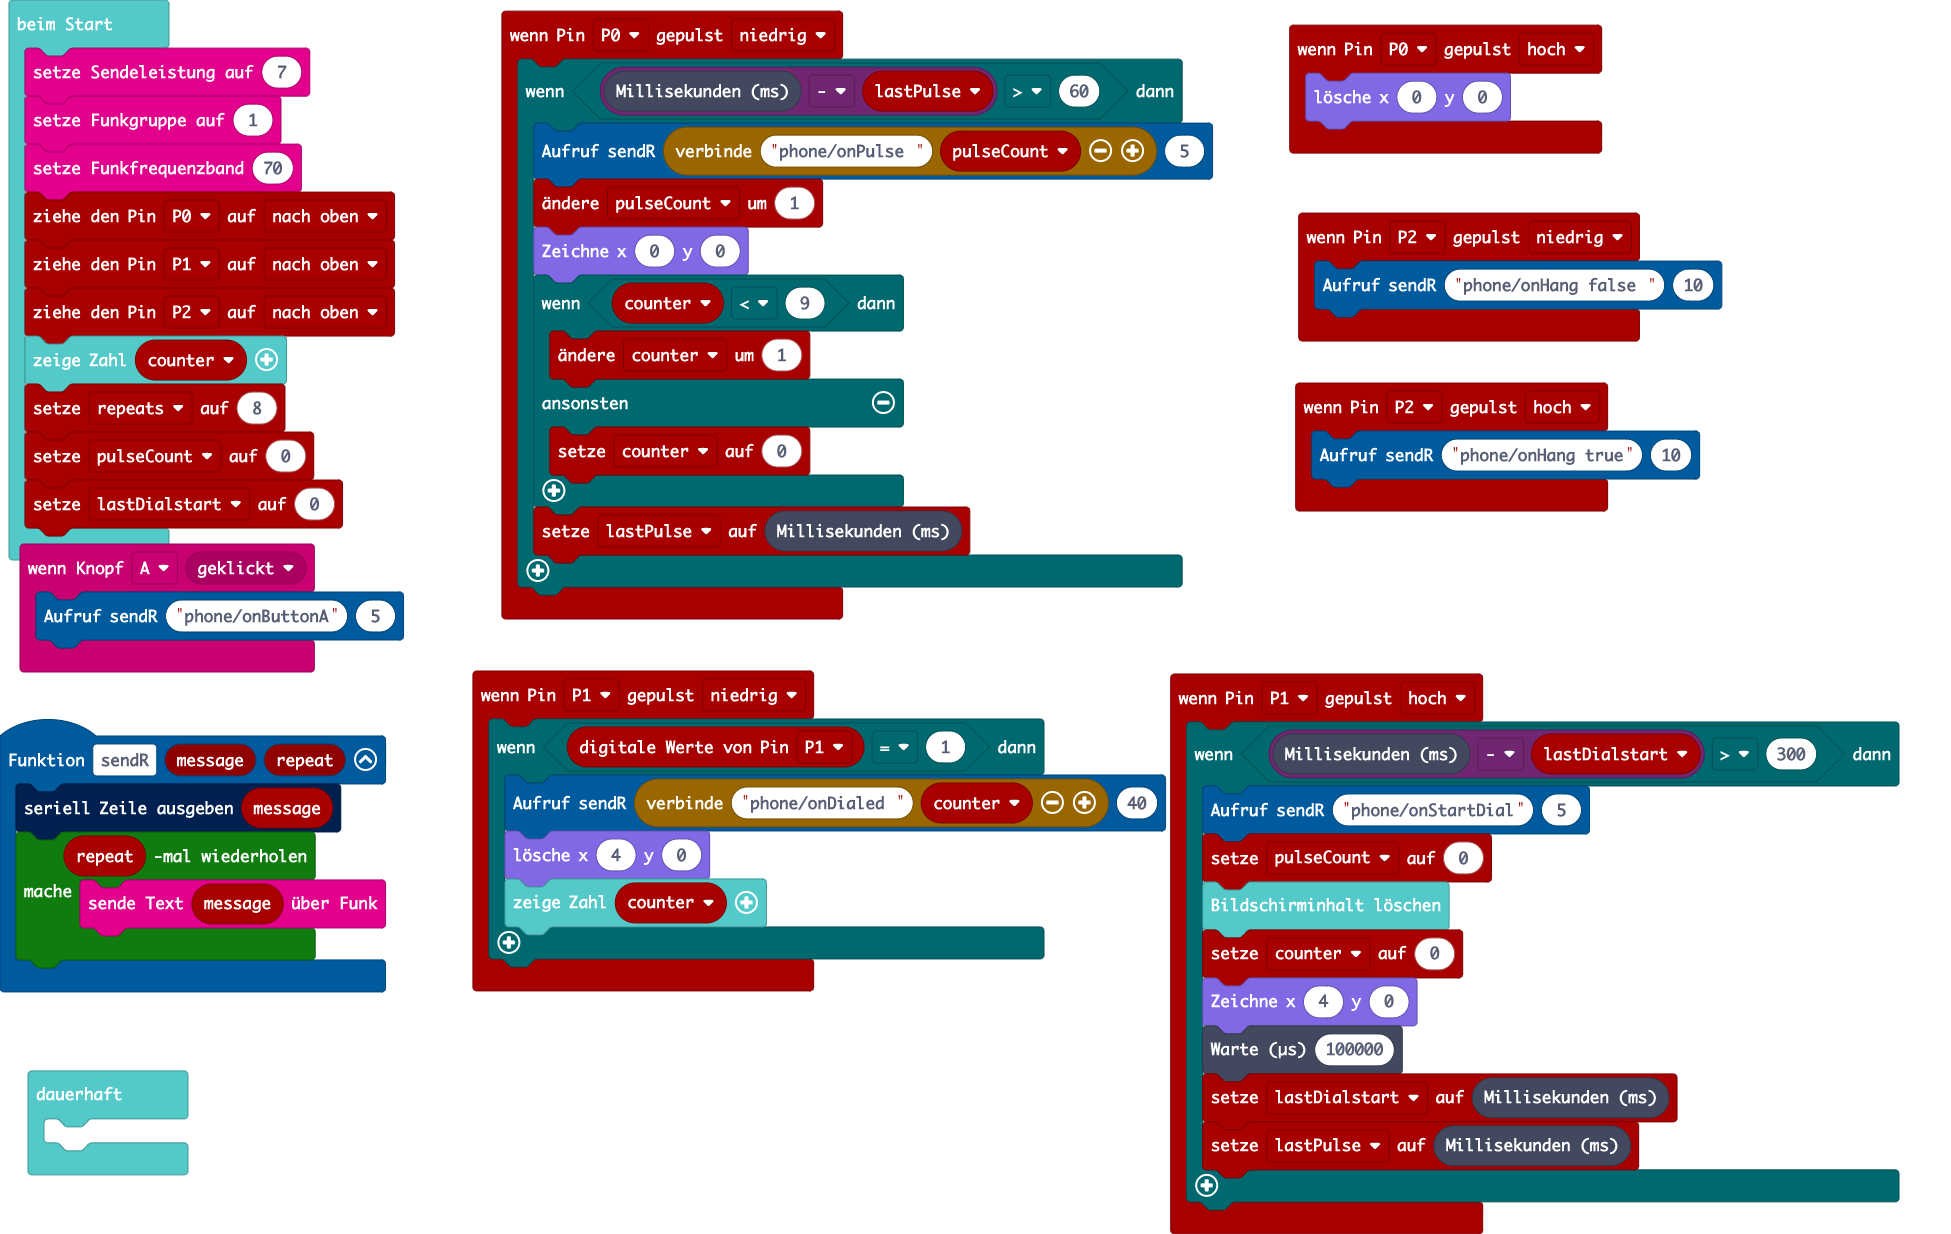 beim Start
setze Sendeleistung auf 7
setze Funkgruppe auf 1
setze Funkfrequenzband 70
ziehe den Pin P0 auf nach oben
ziehe den Pin P1 auf nach oben
ziehe den Pin P2 auf nach oben
zeige Zahl counter
setze repeats auf 8
setze pulseCount auf 0
setze lastDialstart auf 0
wenn Knopf A geklickt
Aufruf sendR "phone/onButtonA" 5
Funktion sendR message repeat
seriell Zeile ausgeben message
repeat -mal wiederholen
mache
sende Text message über Funk
dauerhaft
wenn Pin P0 gepulst niedrig
wenn Millisekunden (ms) - lastPulse > 60 dann
Aufruf sendR verbinde "phone/onPulse " pulseCount 5
ändere pulseCount um 1
Zeichne x 0 y 0
wenn counter < 9 dann
ändere counter um 1
ansonsten
setze counter auf 0
setze lastPulse auf Millisekunden (ms)
wenn Pin P1 gepulst niedrig
wenn digitale Werte von Pin P1 = 1 dann
Aufruf sendR verbinde "phone/onDialed " counter 40
lösche x 4 y 0
zeige Zahl counter
wenn Pin P0 gepulst hoch
lösche x 0 y 0
wenn Pin P2 gepulst niedrig
Aufruf sendR "phone/onHang false " 10
wenn Pin P2 gepulst hoch
Aufruf sendR "phone/onHang true" 10
wenn Pin P1 gepulst hoch
wenn Millisekunden (ms) - lastDialstart > 300 dann
Aufruf sendR "phone/onStartDial" 5
setze pulseCount auf 0
Bildschirminhalt löschen
setze counter auf 0
Zeichne x 4 y 0
Warte (µs) 100000
setze lastDialstart auf Millisekunden (ms)
setze lastPulse auf Millisekunden (ms)